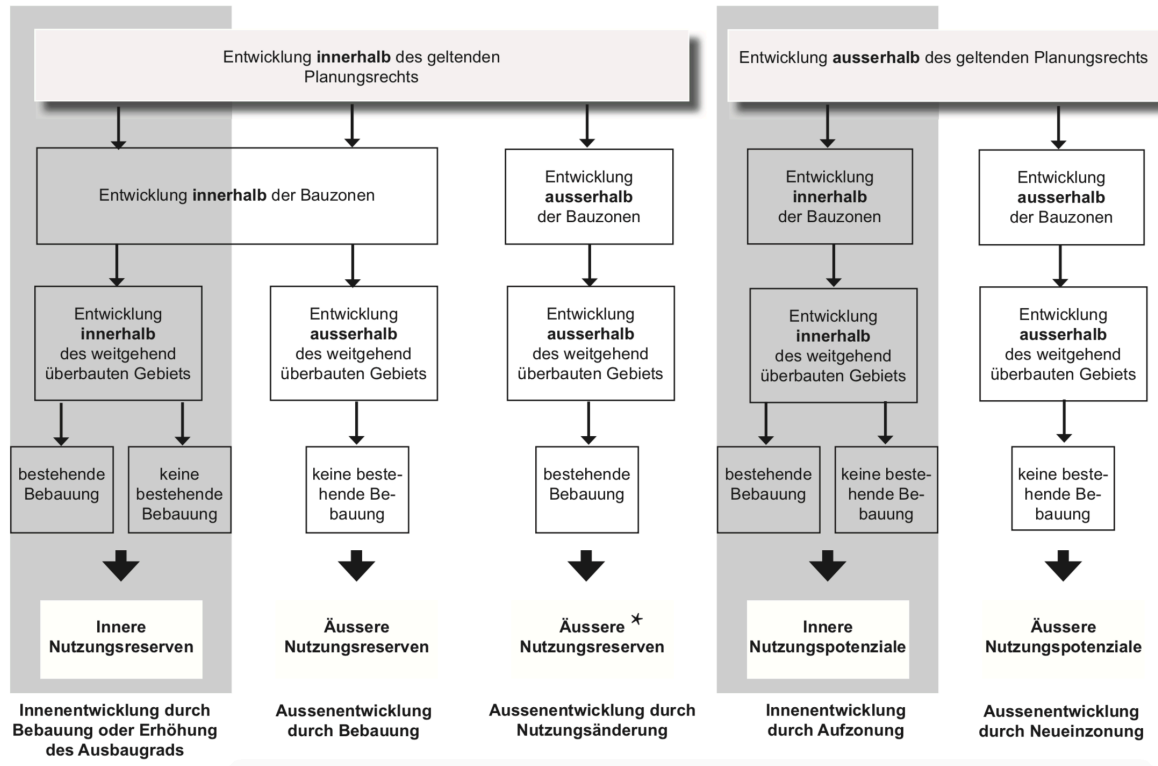 Entwicklung innerhalb des geltenden
Planungsrechts
Entwicklung ausserhalb des geltenden Planungsrechts
Entwicklung innerhalb der Bauzonen
Entwicklung
ausserhalb
der Bauzonen
Entwicklung
innerhalb
der Bauzonen
Entwicklung
ausserhalb
der Bauzonen
Entwicklung
innerhalb
des weitgehend
überbauten Gebiets
Entwicklung
ausserhalb
des weitgehend
überbauten Gebiets
Entwicklung
ausserhalb
des weitgehend
überbauten Gebiets
Entwicklung
innerhalb
des weitgehend
überbauten Gebiets
Entwicklung
ausserhalb
des weitgehend
überbauten Gebiets
bestehende
Bebauung
keine
bestehende
Bebauung
keine beste-
hende Be-
bauung
bestehende
Bebauung
bestehende
Bebauung
keine beste-
hende Be-
bauung
keine beste-
hende Be-
bauung
Innere
Nutzungsreserven
Äussere
Nutzungsreserven
Äussere *
Nutzungsreserven
Innere
Nutzungspotenziale
Äussere
Nutzungspotenziale
Innenentwicklung durch
Bebauung oder Erhöhung
des Ausbaugrads
Aussenentwicklung
durch Bebauung
Aussenentwicklung durch
Nutzungsänderung
Innenentwicklung
durch Aufzonung
Aussenentwicklung
durch Neueinzonung